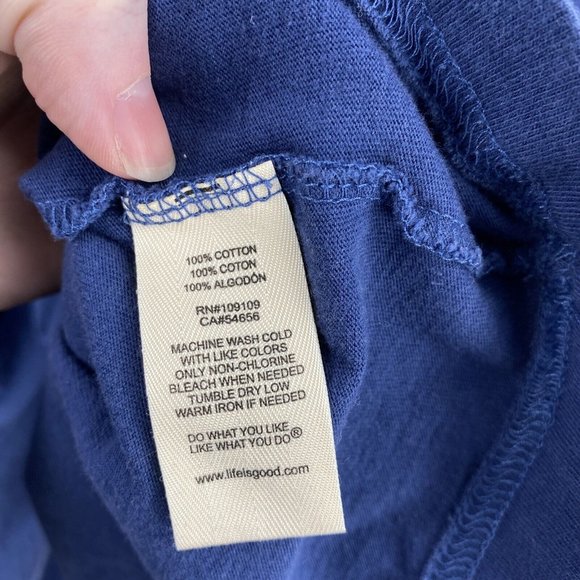 100% COTTON
100% COTON
100% ALGODÓN
RN#109109
CA#54656
MACHINE WASH COLD
WITH LIKE COLORS
ONLY NON-CHLORINE
BLEACH WHEN NEEDED
TUMBLE DRY LOW
WARM IRON IF NEEDED
DO WHAT YOU LIKE
LIKE WHAT YOU DO®
www.lifeisgood.com